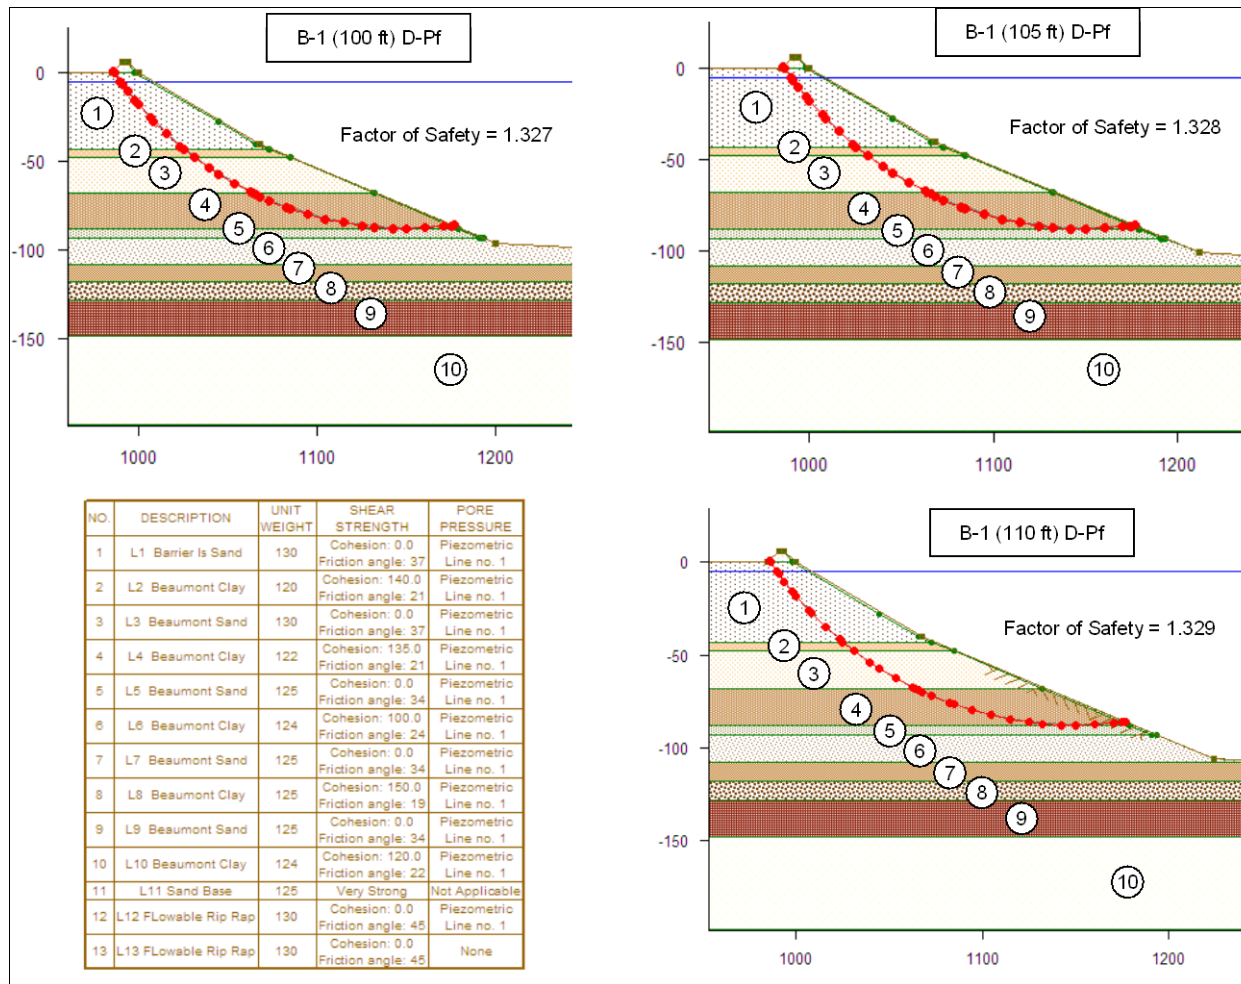 B-1 (100 ft) D-Pf
0
-50
-100
-150
Factor of Safety = 1.327
1
2
3
4
5
6
7
8
9
10
1000
1100
1200
B-1 (105 ft) D-Pf
0
-50
-100
-150
Factor of Safety = 1.328
1
2
3
4
5
6
7
8
9
10
1000
1100
1200
NO. DESCRIPTION UNIT WEIGHT SHEAR STRENGTH PORE PRESSURE
1 L1 Barrier Is Sand 130 Cohesion: 0.0 Piezometric
Friction angle: 37 Line no. 1
2 L2 Beaumont Clay 120 Cohesion: 140.0 Piezometric
Friction angle: 21 Line no. 1
3 L3 Beaumont Sand 130 Cohesion: 0.0 Piezometric
Friction angle: 37 Line no. 1
4 L4 Beaumont Clay 122 Cohesion: 135.0 Piezometric
Friction angle: 21 Line no. 1
5 L5 Beaumont Sand 125 Cohesion: 0.0 Piezometric
Friction angle: 34 Line no. 1
6 L6 Beaumont Clay 124 Cohesion: 100.0 Piezometric
Friction angle: 24 Line no. 1
7 L7 Beaumont Sand 125 Cohesion: 0.0 Piezometric
Friction angle: 34 Line no. 1
8 L8 Beaumont Clay 125 Cohesion: 150.0 Piezometric
Friction angle: 19 Line no. 1
9 L9 Beaumont Sand 125 Cohesion: 0.0 Piezometric
Friction angle: 34 Line no. 1
10 L10 Beaumont Clay 124 Cohesion: 120.0 Piezometric
Friction angle: 22 Line no. 1
11 L11 Sand Base 125 Very Strong Not Applicable
12 L12 FLowable Rip Rap 130 Cohesion: 0.0 Piezometric
Friction angle: 45 Line no. 1
13 L13 FLowable Rip Rap 130 Cohesion: 0.0 None
Friction angle: 45
B-1 (110 ft) D-Pf
0
-50
-100
-150
Factor of Safety = 1.329
1
2
3
4
5
6
7
8
9
10
1000
1100
1200